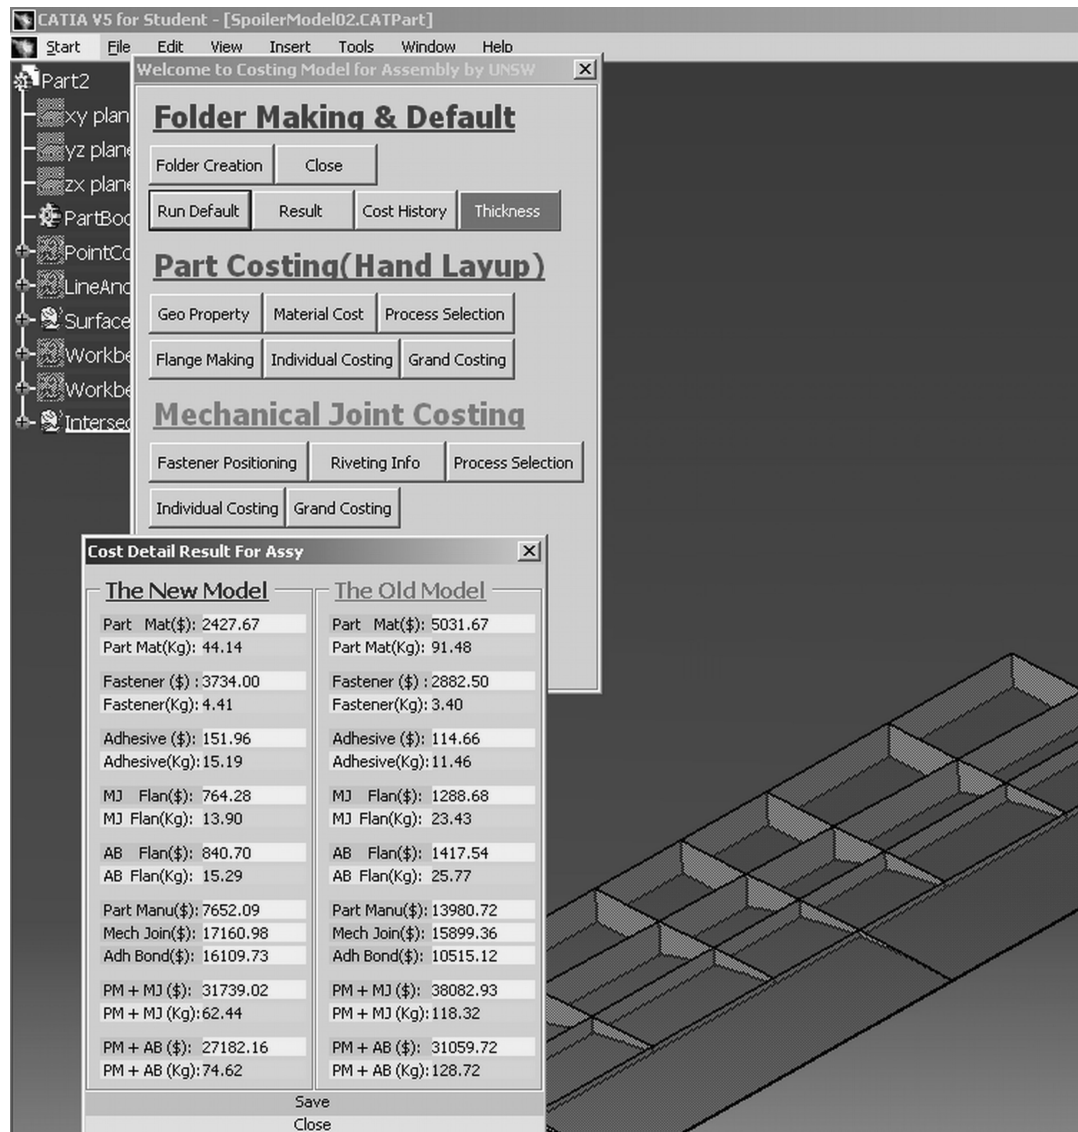 CATIA V5 for Student - [SpoilerModel02.CATPart]
Start File Edit View Insert Tools Window Help
Part2
xy plan
yz plane
zx plane
PartBod
PointCo
LineAnd
Surface
Workbe
Workbe
Intersec
Welcome to Costing Model for Assembly by UNSW
Folder Making & Default
Folder Creation Close
Run Default Result Cost History Thickness
Part Costing(Hand Layup)
Geo Property Material Cost Process Selection
Flange Making Individual Costing Grand Costing
Mechanical Joint Costing
Fastener Positioning Riveting Info Process Selection
Individual Costing Grand Costing
Cost Detail Result For Assy
The New Model
Part Mat($): 2427.67
Part Mat(Kg): 44.14
Fastener ($) : 3734.00
Fastener(Kg): 4.41
Adhesive ($): 151.96
Adhesive(Kg): 15.19
MJ Flan($): 764.28
MJ Flan(Kg): 13.90
AB Flan($): 840.70
AB Flan(Kg): 15.29
Part Manu($): 7652.09
Mech Join($): 17160.98
Adh Bond($): 16109.73
PM + MJ ($): 31739.02
PM + MJ (Kg): 62.44
PM + AB ($): 27182.16
PM + AB (Kg): 74.62
The Old Model
Part Mat($): 5031.67
Part Mat(Kg): 91.48
Fastener ($) : 2882.50
Fastener(Kg): 3.40
Adhesive ($): 114.66
Adhesive(Kg): 11.46
MJ Flan($): 1288.68
MJ Flan(Kg): 23.43
AB Flan($): 1417.54
AB Flan(Kg): 25.77
Part Manu($): 13980.72
Mech Join($): 15899.36
Adh Bond($): 10515.12
PM + MJ ($): 38082.93
PM + MJ (Kg): 118.32
PM + AB ($): 31059.72
PM + AB (Kg): 128.72
Save
Close